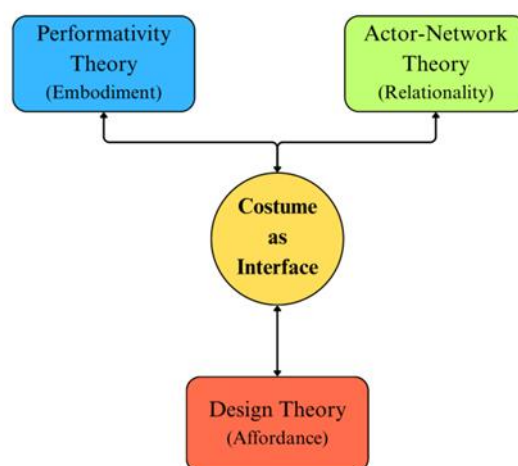 Performativity
Theory
(Embodiment)
Actor-Network
Theory
(Relationality)
Costume
as
Interface
Design Theory
(Affordance)